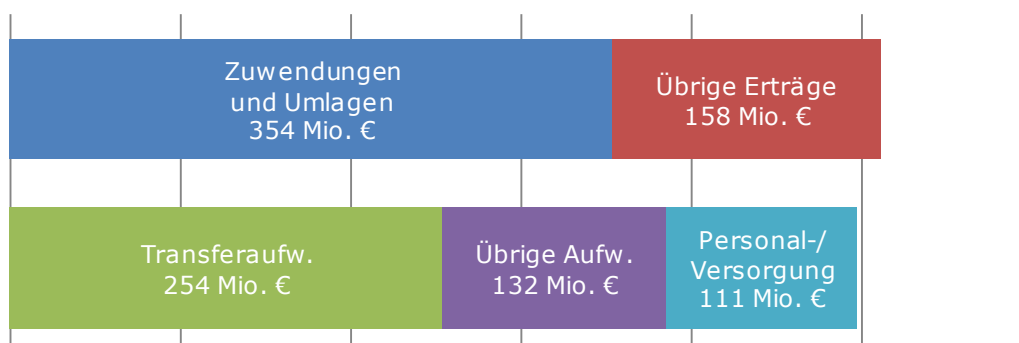 Zuwendungen
und Umlagen
354 Mio. €
Übrige Erträge
158 Mio. €
Transferaufw.
254 Mio. €
Übrige Aufw.
132 Mio. €
Personal-/
Versorgung
111 Mio. €